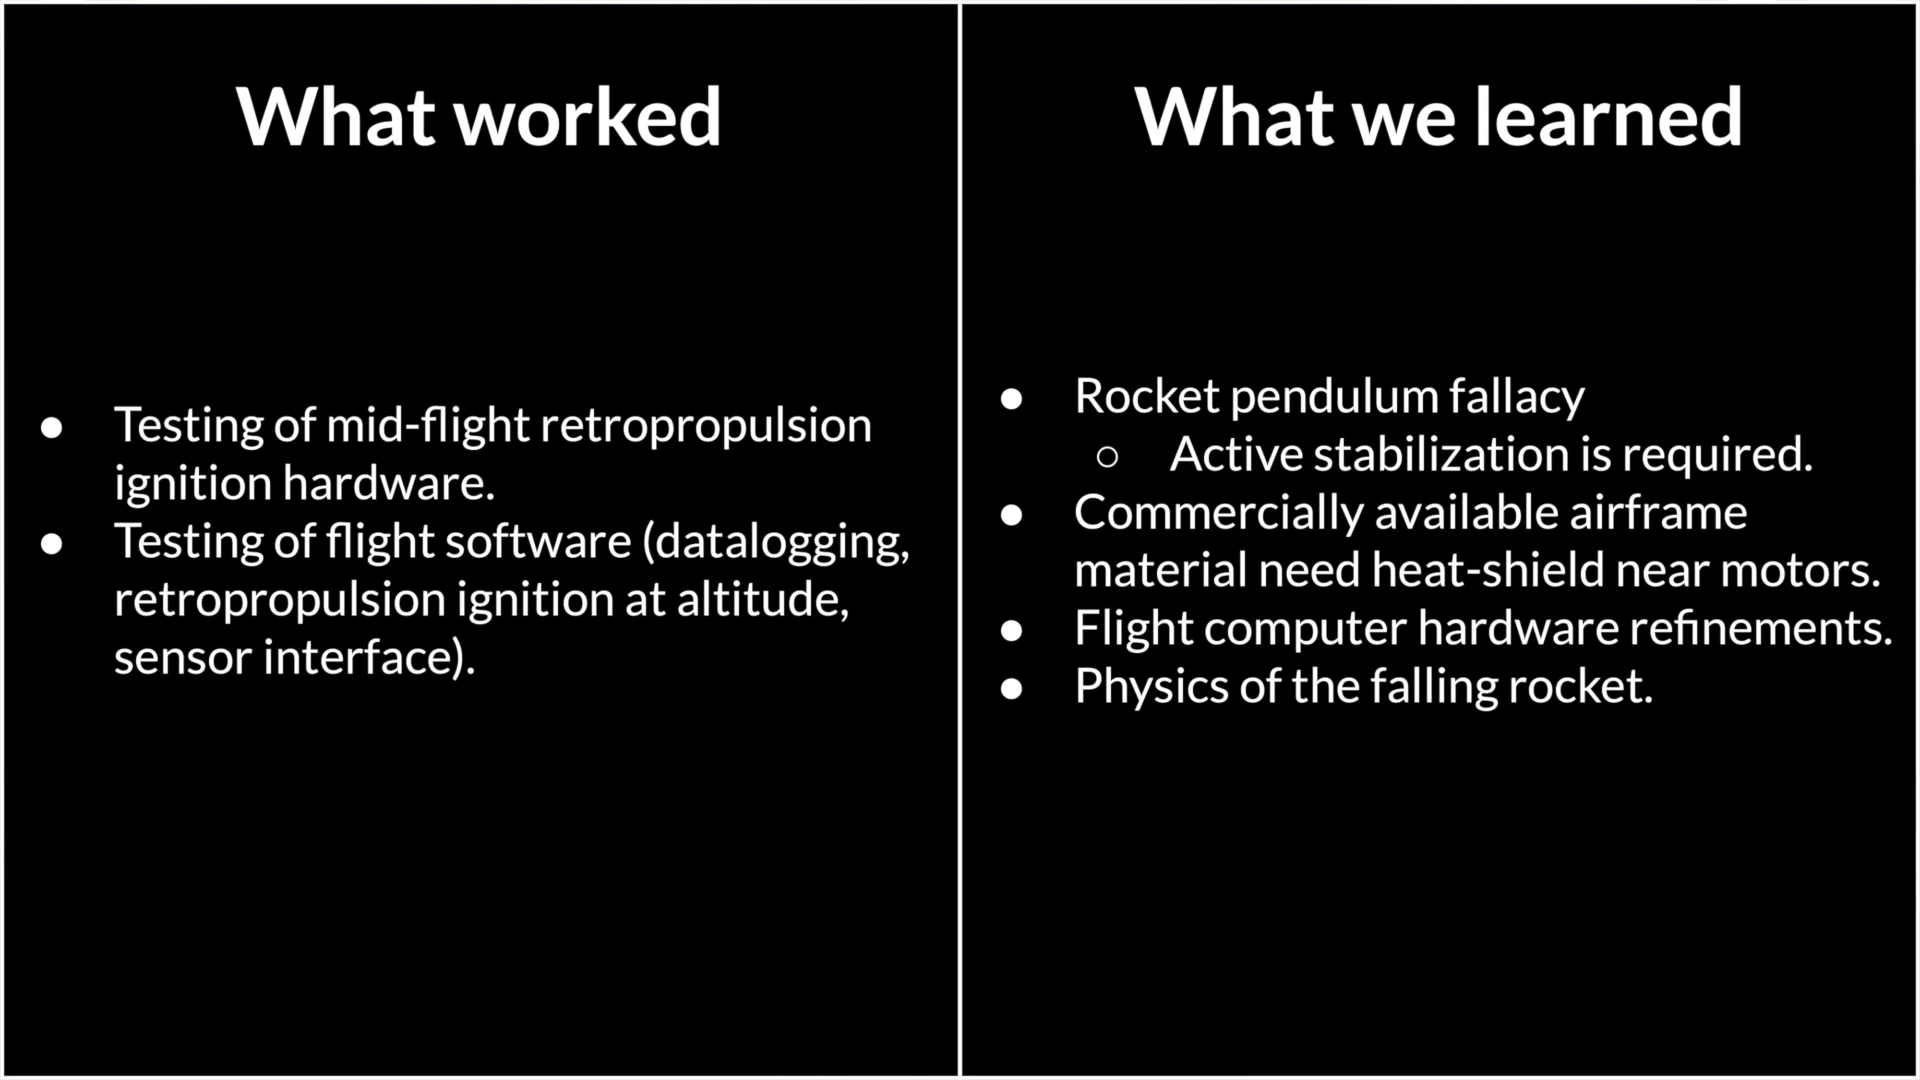 What worked
● Testing of mid-flight retropropulsion
ignition hardware.
● Testing of flight software (datalogging,
retropropulsion ignition at altitude,
sensor interface).
What we learned
● Rocket pendulum fallacy
○ Active stabilization is required.
● Commercially available airframe
material need heat-shield near motors.
● Flight computer hardware refinements.
● Physics of the falling rocket.